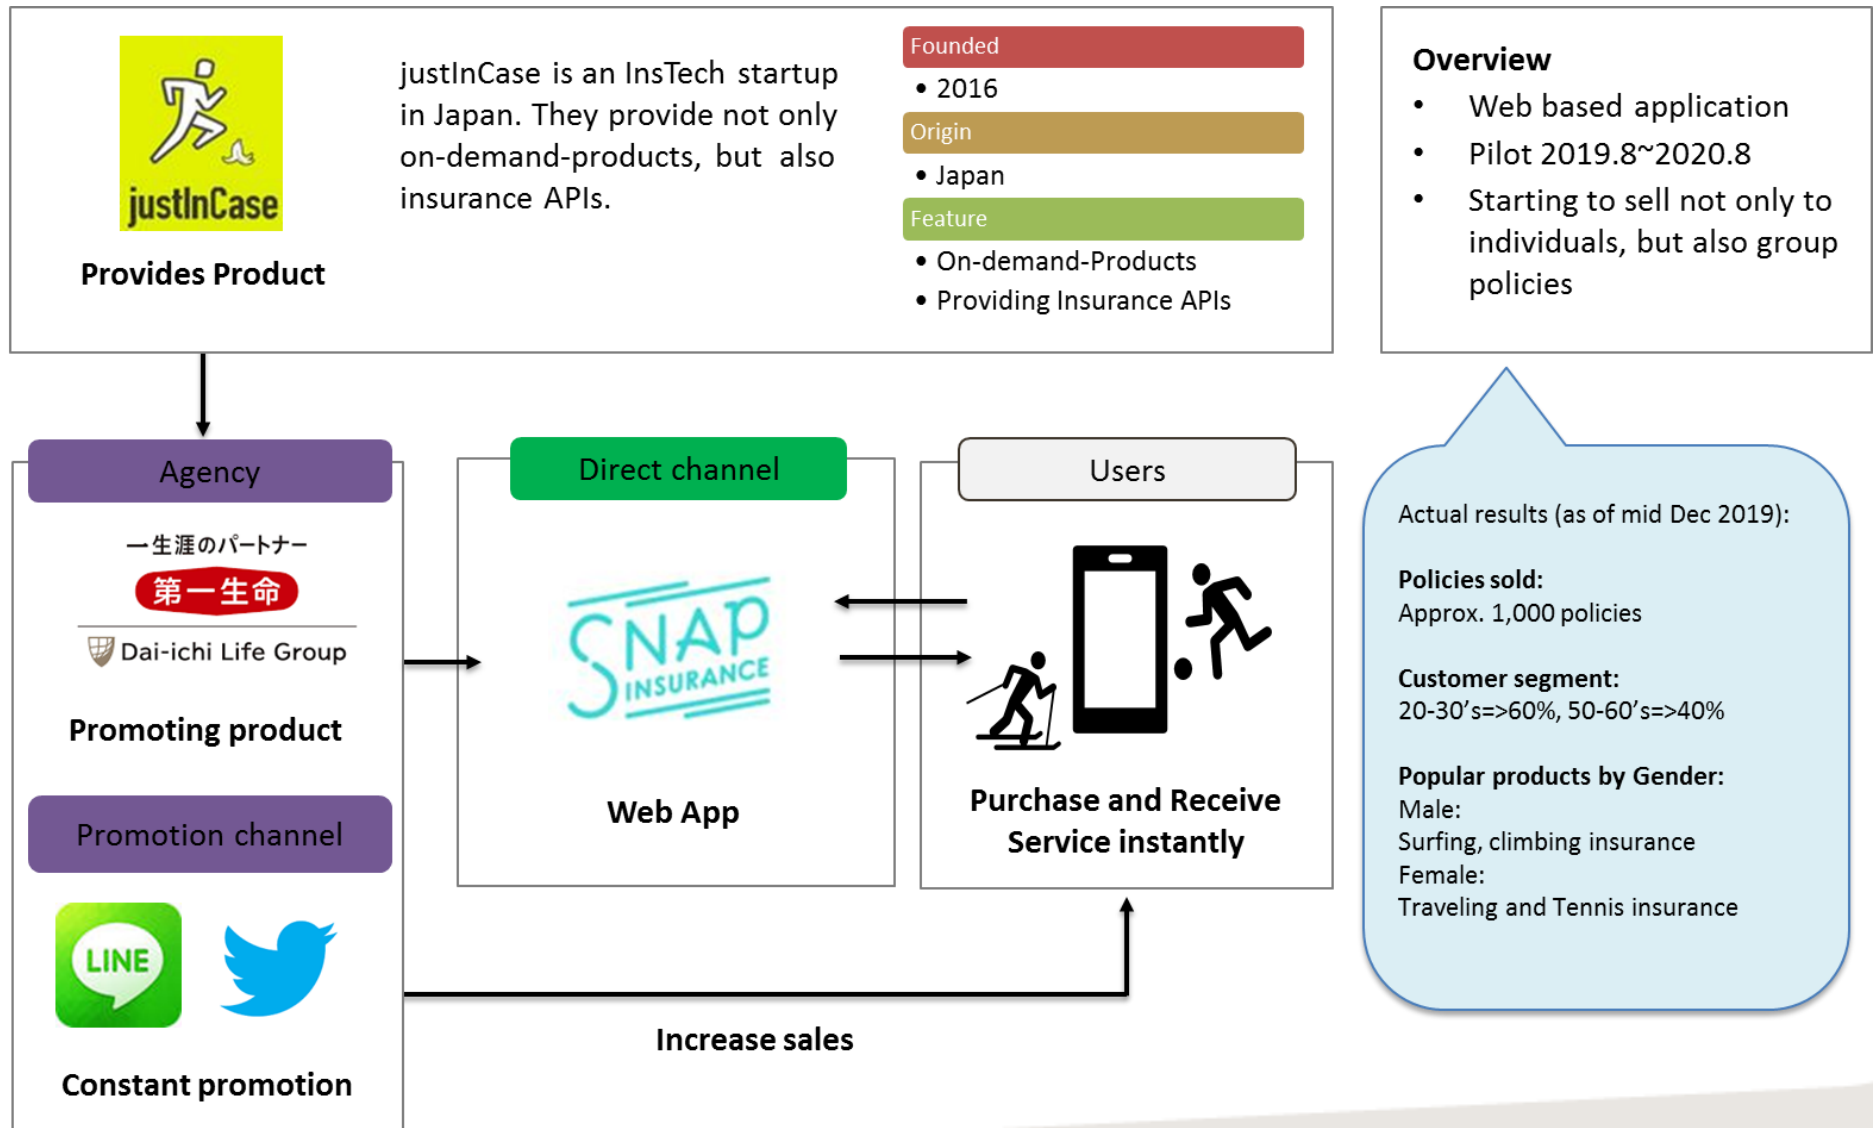 justInCase
Provides Product
justInCase is an InsTech startup
in Japan. They provide not only
on-demand-products, but also
insurance APIs.
Founded
• 2016
Origin
• Japan
Feature
• On-demand-Products
• Providing Insurance APIs
Overview
• Web based application
• Pilot 2019.8~2020.8
• Starting to sell not only to
individuals, but also group
policies
Agency
一生涯のパートナー
第一生命
Dai-ichi Life Group
Promoting product
Promotion channel
LINE
Constant promotion
Direct channel
SNAP
INSURANCE
Web App
Users
Purchase and Receive
Service instantly
Increase sales
Actual results (as of mid Dec 2019):
Policies sold:
Approx. 1,000 policies
Customer segment:
20-30’s=>60%, 50-60’s=>40%
Popular products by Gender:
Male:
Surfing, climbing insurance
Female:
Traveling and Tennis insurance